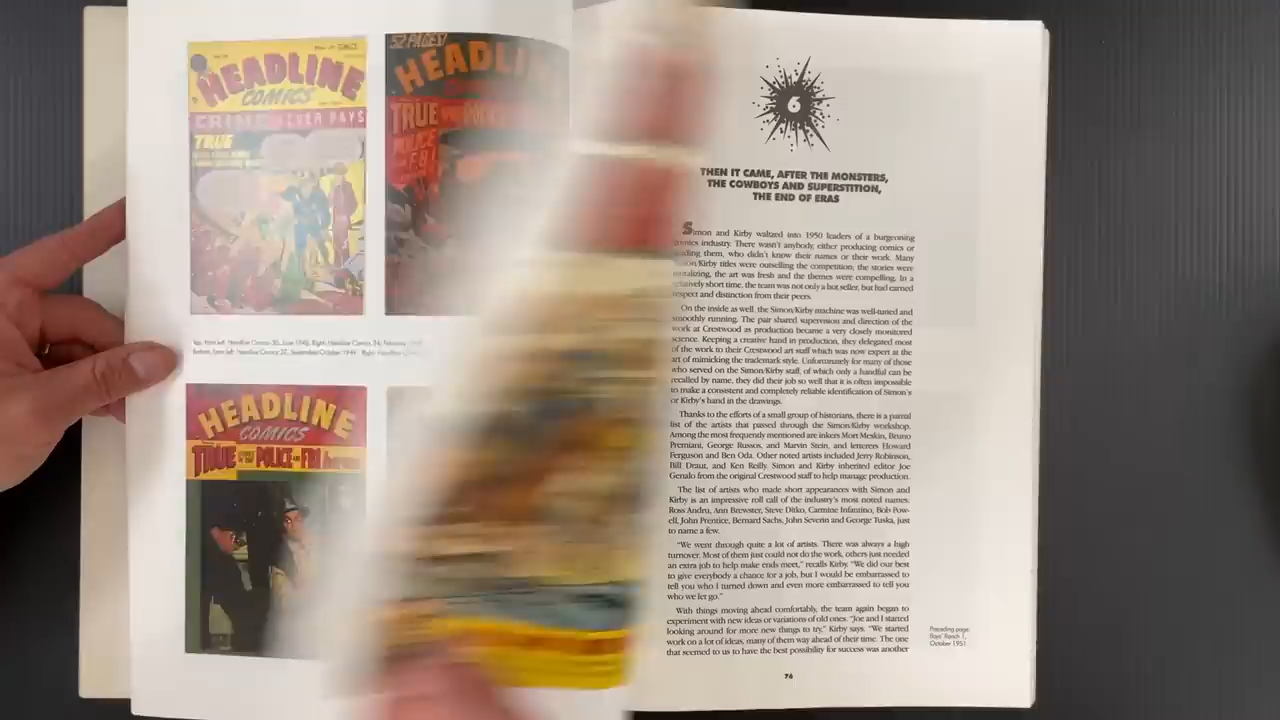 HEADLINE
COMICS
CRIME NEVER PAYS
TRUE
52 PAGES!
HEADLIN
TRUE
POLICE
F.B.I.
HEADLINE
COMICS
TRUE POLICE FBI
6
THEN IT CAME, AFTER THE MONSTERS,
THE COWBOYS AND SUPERSTITION,
THE END OF ERAS
Simon and Kirby waltzed into 1950 leaders of a burgeoning
comics industry. There wasn't anybody, either producing comics or
reading them, who didn't know their names or their work. Many
Simon/Kirby titles were outselling the competition; the stories were
tantalizing, the art was fresh and the themes were compelling. In a
relatively short time, the team was not only a hot seller, but had earned
respect and distinction from their peers.
On the inside as well, the Simon/Kirby machine was well-tuned and
smoothly running. The pair shared supervision and direction of the
work at Crestwood as production became a very closely monitored
science. Keeping a creative hand in production, they delegated most
of the work to their Crestwood art staff which was now expert at the
art of mimicking the trademark style. Unfortunately for many of those
who served on the Simon/Kirby staff, of which only a handful can be
recalled by name, they did their job so well that it is often impossible
to make a consistent and completely reliable identification of Simon's
or Kirby's hand in the drawings.
Thanks to the efforts of a small group of historians, there is a partial
list of the artists that passed through the Simon/Kirby workshop.
Among the most frequently mentioned are inkers Mort Meskin, Bruno
Premiani, George Russos, and Marvin Stein, and letterers Howard
Ferguson and Ben Oda. Other noted artists included Jerry Robinson,
Bill Draut, and Ken Reilly. Simon and Kirby inherited editor Joe
Genalo from the original Crestwood staff to help manage production.
The list of artists who made short appearances with Simon and
Kirby is an impressive roll call of the industry's most noted names.
Ross Andru, Ann Brewster, Steve Ditko, Carmine Infantino, Bob Pow-
ell, John Prentice, Bernard Sachs, John Severin and George Tuska, just
to name a few.
"We went through quite a lot of artists. There was always a high
turnover. Most of them just could not do the work, others just needed
an extra job to help make ends meet," recalls Kirby. "We did our best
to give everybody a chance for a job, but I would be embarrassed to
tell you who I turned down and even more embarrassed to tell you
who we let go."
With things moving ahead comfortably, the team again began to
experiment with new ideas or variations of old ones. "Joe and I started
looking around for more new things to try," Kirby says. "We started
work on a lot of ideas, many of them way ahead of their time. The one
that seemed to us to have the best possibility for success was another
Preceding page:
Boys' Ranch 1,
October 1951.
76